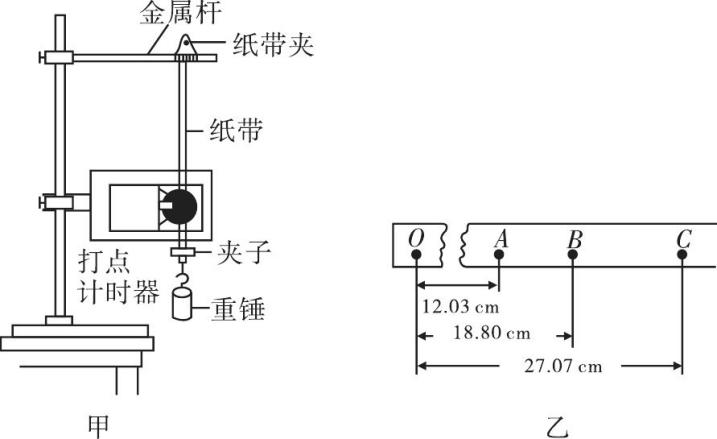 金属杆
纸带夹
纸带
夹子
打点
计时器
重锤
甲
O A B C
12.03 cm
18.80 cm
27.07 cm
乙